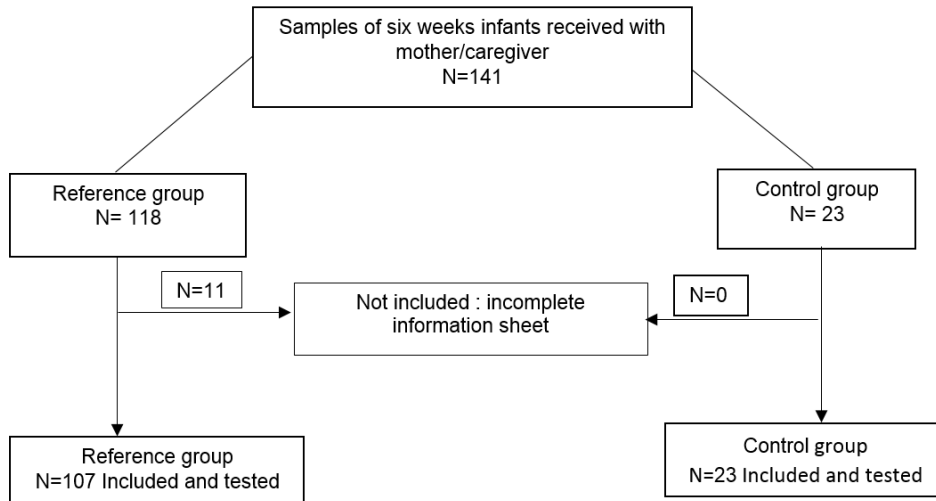 Samples of six weeks infants received with
mother/caregiver
N=141
Reference group
N= 118
Control group
N= 23
N=11
Not included : incomplete
information sheet
N=0
Reference group
N=107 Included and tested
Control group
N=23 Included and tested